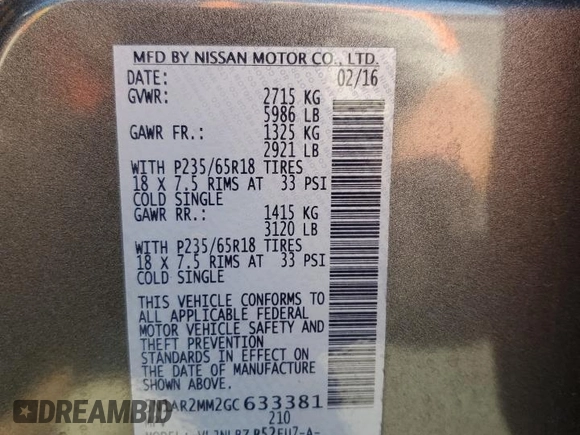 MFD BY NISSAN MOTOR CO., LTD.
DATE: 02/16
GVWR: 2715 KG
5986 LB
GAWR FR.: 1325 KG
2921 LB
WITH P235/65R18 TIRES
18 X 7.5 RIMS AT 33 PSI
COLD SINGLE
GAWR RR.: 1415 KG
3120 LB
WITH P235/65R18 TIRES
18 X 7.5 RIMS AT 33 PSI
COLD SINGLE
THIS VEHICLE CONFORMS TO
ALL APPLICABLE FEDERAL
MOTOR VEHICLE SAFETY AND
THEFT PREVENTION
STANDARDS IN EFFECT ON
THE DATE OF MANUFACTURE
SHOWN ABOVE.
AR2MM2GC633381
210
DREAMBID